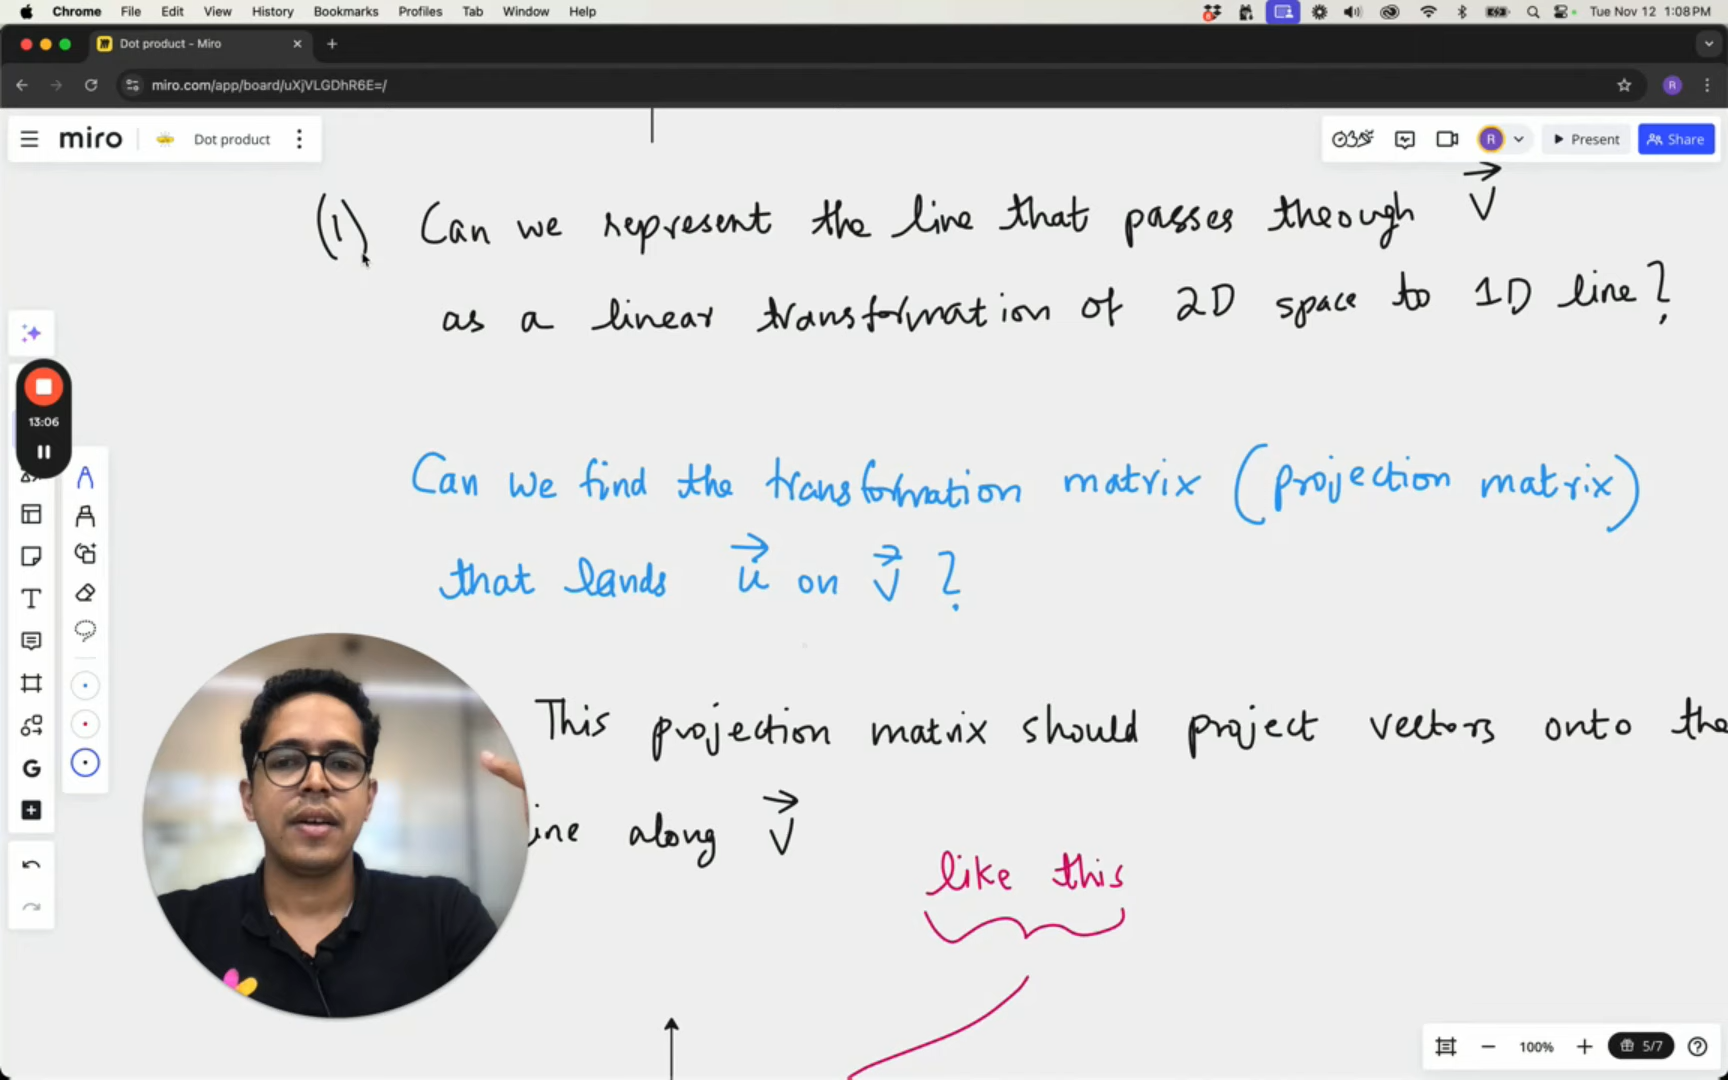 Chrome File Edit View History Bookmarks Profiles Tab Window Help Tue Nov 12 1:08 PM
Dot product - Miro
miro.com/app/board/uXjVLGDhR6E=/ R
miro Dot product R Present Share
(1) Can we represent the line that passes through V
as a linear transformation of 2D space to 1D line?
13:06
Can we find the transformation matrix (projection matrix)
that lands u on V ?
This projection matrix should project vectors onto the
ine along V
like this
100% 5/7